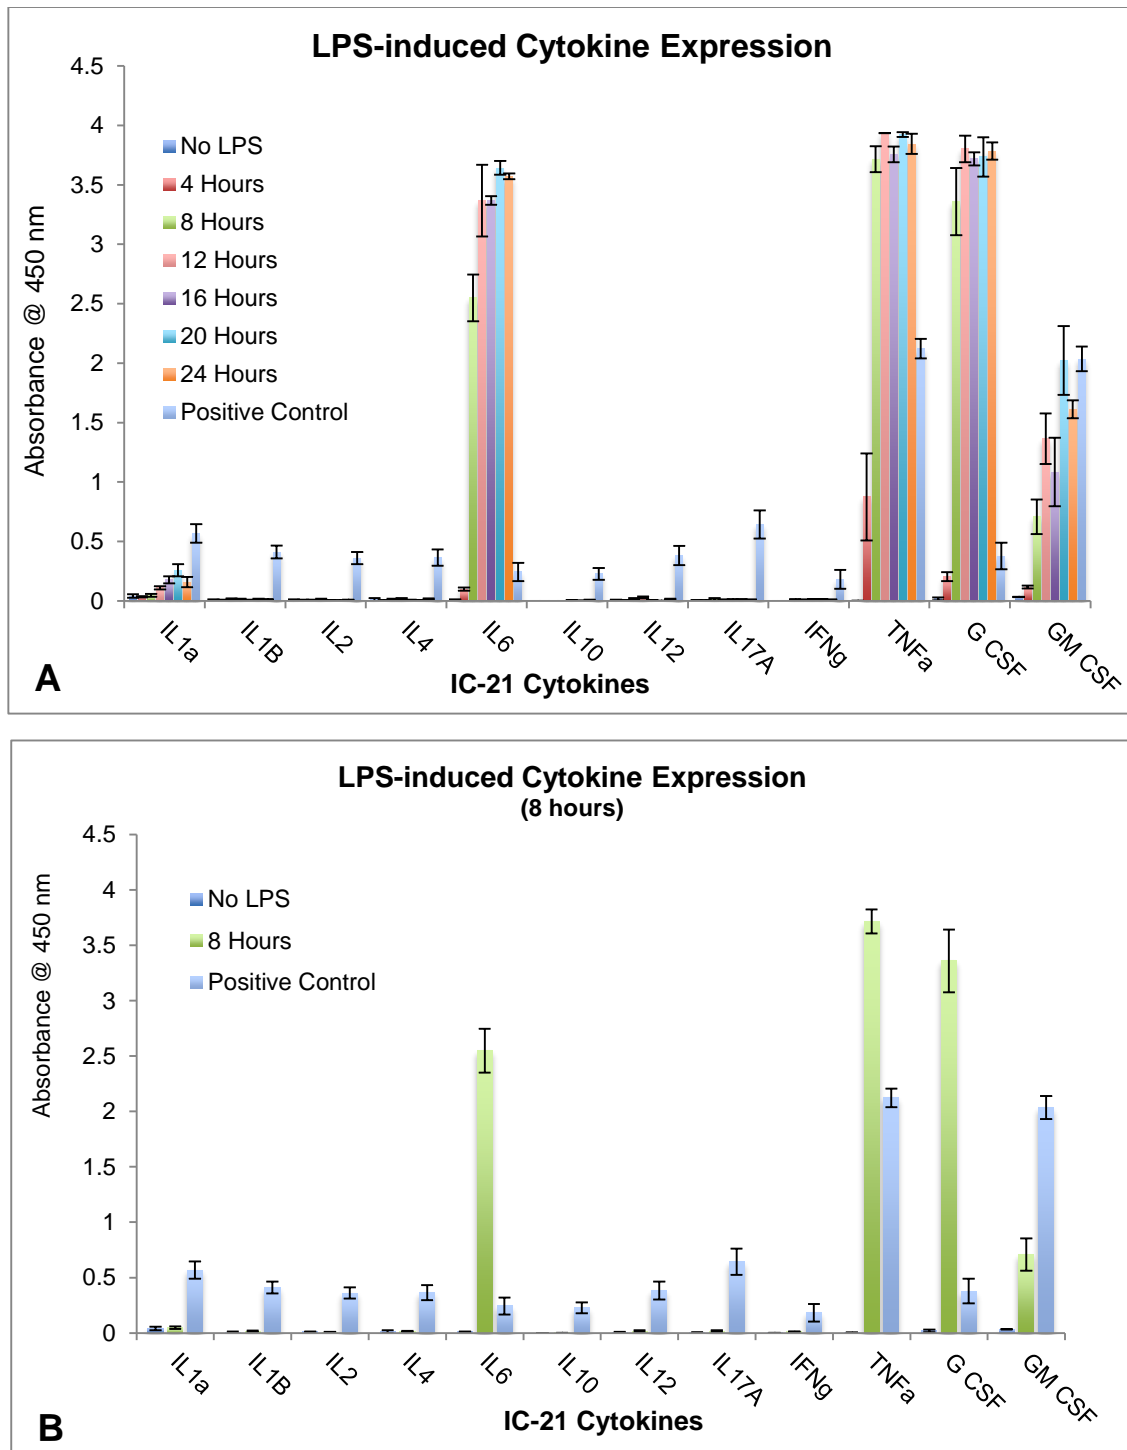 LPS-induced Cytokine Expression
4.5
4
3.5
3
2.5
2
1.5
1
0.5
0
Absorbance @ 450 nm
No LPS
4 Hours
8 Hours
12 Hours
16 Hours
20 Hours
24 Hours
Positive Control
IL1a IL1B IL2 IL4 IL6 IL10 IL12 IL17A IFNg TNFa G CSF GM CSF
IC-21 Cytokines
A
LPS-induced Cytokine Expression
(8 hours)
4.5
4
3.5
3
2.5
2
1.5
1
0.5
0
Absorbance @ 450 nm
No LPS
8 Hours
Positive Control
IL1a IL1B IL2 IL4 IL6 IL10 IL12 IL17A IFNg TNFa G CSF GM CSF
IC-21 Cytokines
B